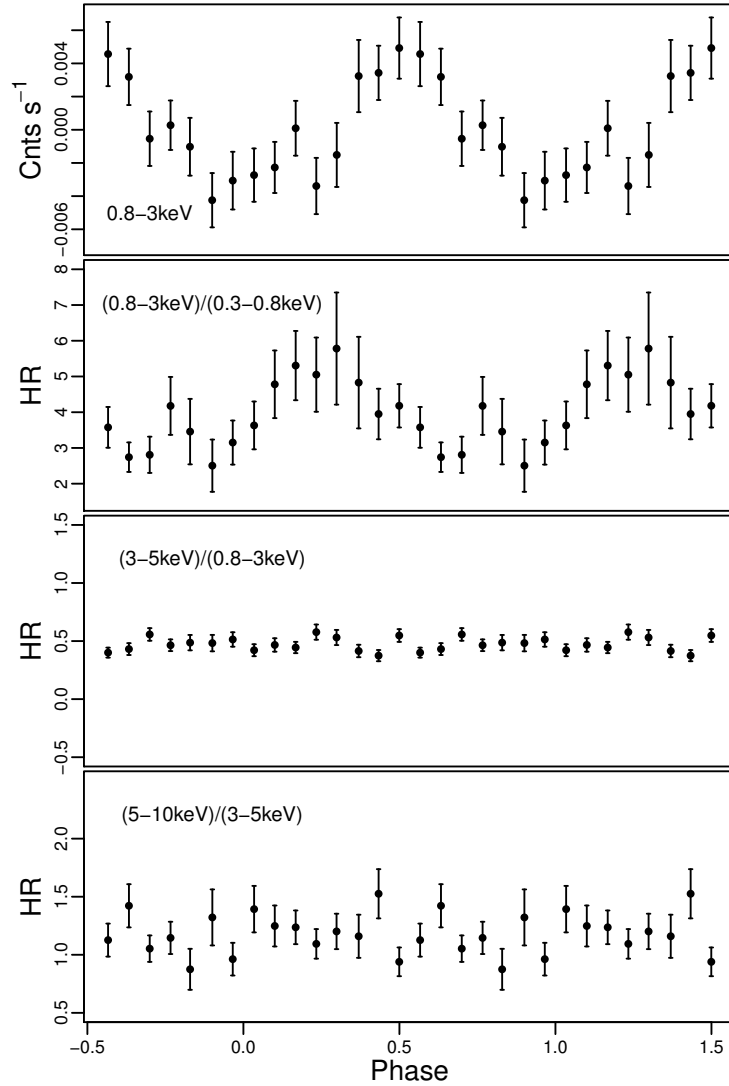 Cnts s⁻¹
0.004
0.000
−0.006
0.8−3keV
HR
8
7
6
5
4
3
2
(0.8−3keV)/(0.3−0.8keV)
HR
1.5
1.0
0.5
0.0
−0.5
(3−5keV)/(0.8−3keV)
HR
2.0
1.5
1.0
0.5
(5−10keV)/(3−5keV)
−0.5 0.0 0.5 1.0 1.5
Phase